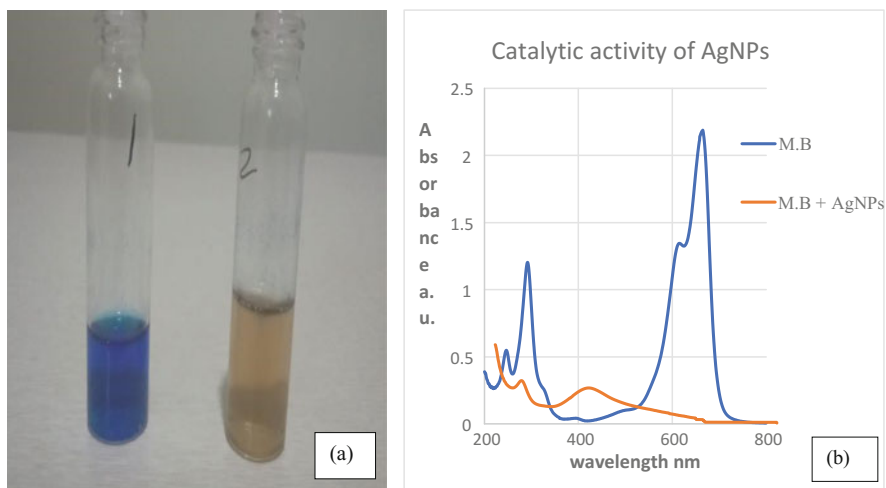 1
2
(a)
Catalytic activity of AgNPs
A
bs
or
ba
nc
e
a.
u.
2.5
2
1.5
1
0.5
0
200
400
600
800
wavelength nm
M.B
M.B + AgNPs
(b)